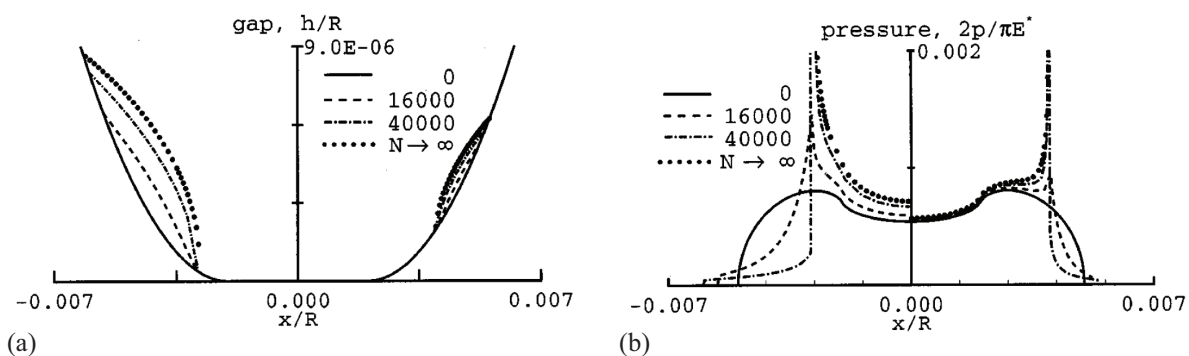 gap, h/R
9.0E-06
0
16000
40000
N → ∞
-0.007
0.000
0.007
x/R
(a)
pressure, 2p/πE*
0.002
0
16000
40000
N → ∞
-0.007
0.000
0.007
x/R
(b)